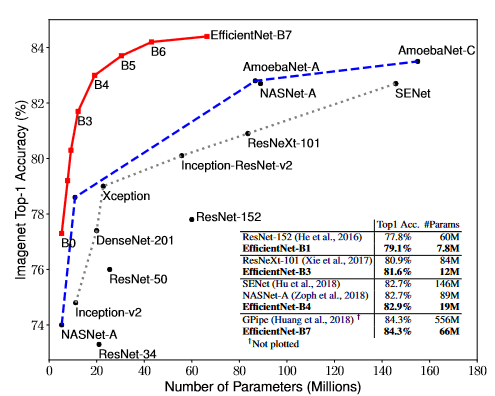 EfficientNet-B7
84
B6
AmoebaNet-C
B5
AmoebaNet-A
B4
NASNet-A
SENet
82
B3
ResNeXt-101
80
Inception-ResNet-v2
Xception
78
ResNet-152
B0
DenseNet-201
76
ResNet-50
Inception-v2
74
NASNet-A
ResNet-34
Imagenet Top-1 Accuracy (%)
Top1 Acc. #Params
ResNet-152 (He et al., 2016) 77.8% 60M
EfficientNet-B1 79.1% 7.8M
ResNeXt-101 (Xie et al., 2017) 80.9% 84M
EfficientNet-B3 81.6% 12M
SENet (Hu et al., 2018) 82.7% 146M
NASNet-A (Zoph et al., 2018) 82.7% 89M
EfficientNet-B4 82.9% 19M
GPipe (Huang et al., 2018) † 84.3% 556M
EfficientNet-B7 84.3% 66M
†Not plotted
0 20 40 60 80 100 120 140 160 180
Number of Parameters (Millions)